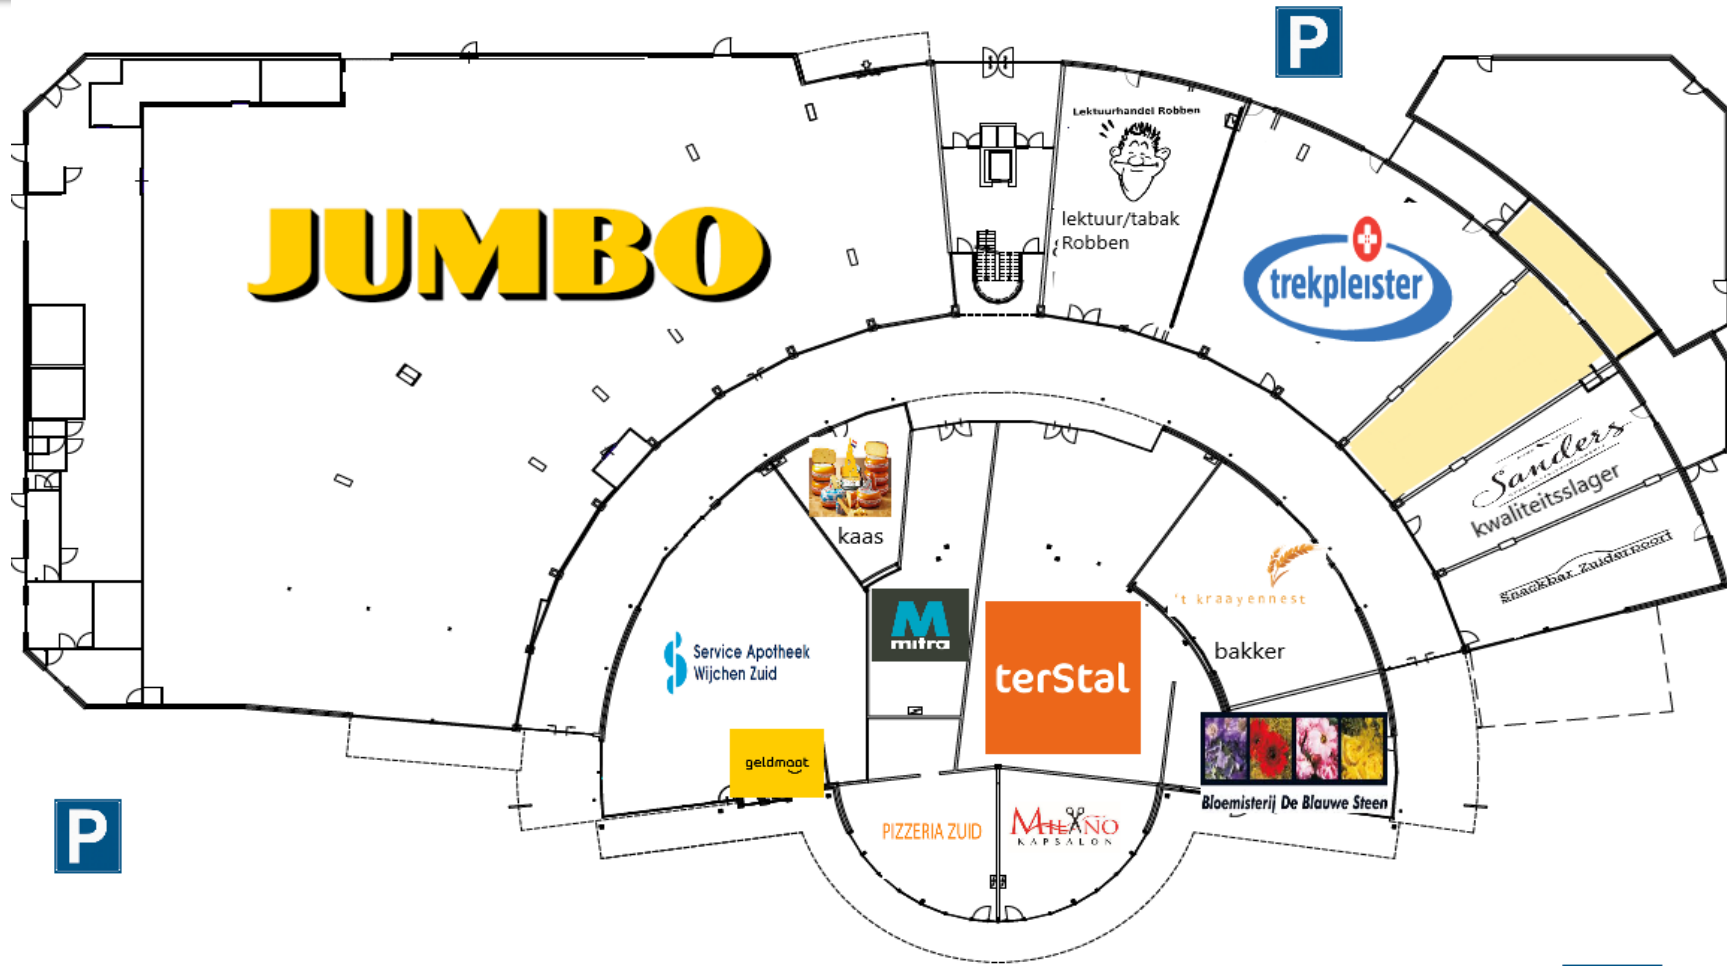 P
Lektuurhandel Robben
JUMBO
lektuur/tabak
Robben
trekpleister
Sanders
kwaliteitsslager
kaas
Snackbar Zuiderpoort
't kraayennest
bakker
M
mitra
Service Apotheek
Wijchen Zuid
terStal
geldmaat
Bloemisterij De Blauwe Steen
P
PIZZERIA ZUID
MILANO
KAPSALON